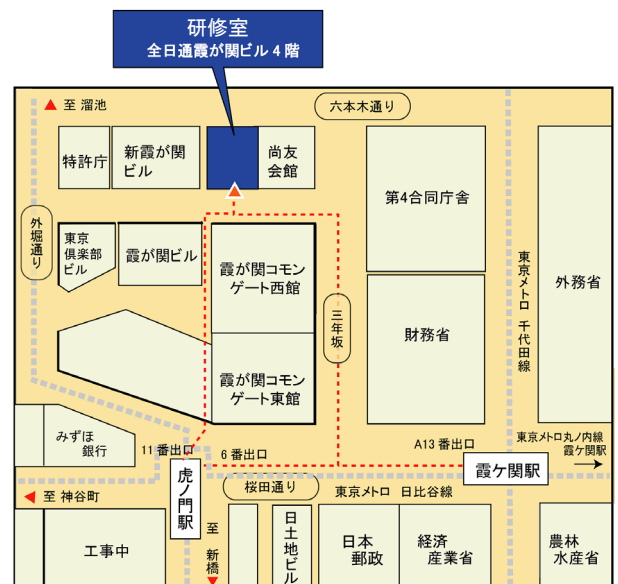 研修室
全日通霞が関ビル４階
至 溜池
六本木通り
特許庁
新霞が関
ビル
尚友
会館
第4合同庁舎
外堀通り
東京
倶楽部
ビル
霞が関ビル
霞が関コモン
ゲート西館
三年坂
東京メトロ 千代田線
外務省
財務省
霞が関コモン
ゲート東館
みずほ
銀行
11番出口
6番出口
A13番出口
東京メトロ丸ノ内線
霞ケ関駅
虎ノ門駅
霞ケ関駅
至 神谷町
桜田通り
東京メトロ 日比谷線
工事中
至 新橋
日土地ビル
日本
郵政
経済
産業省
農林
水産省